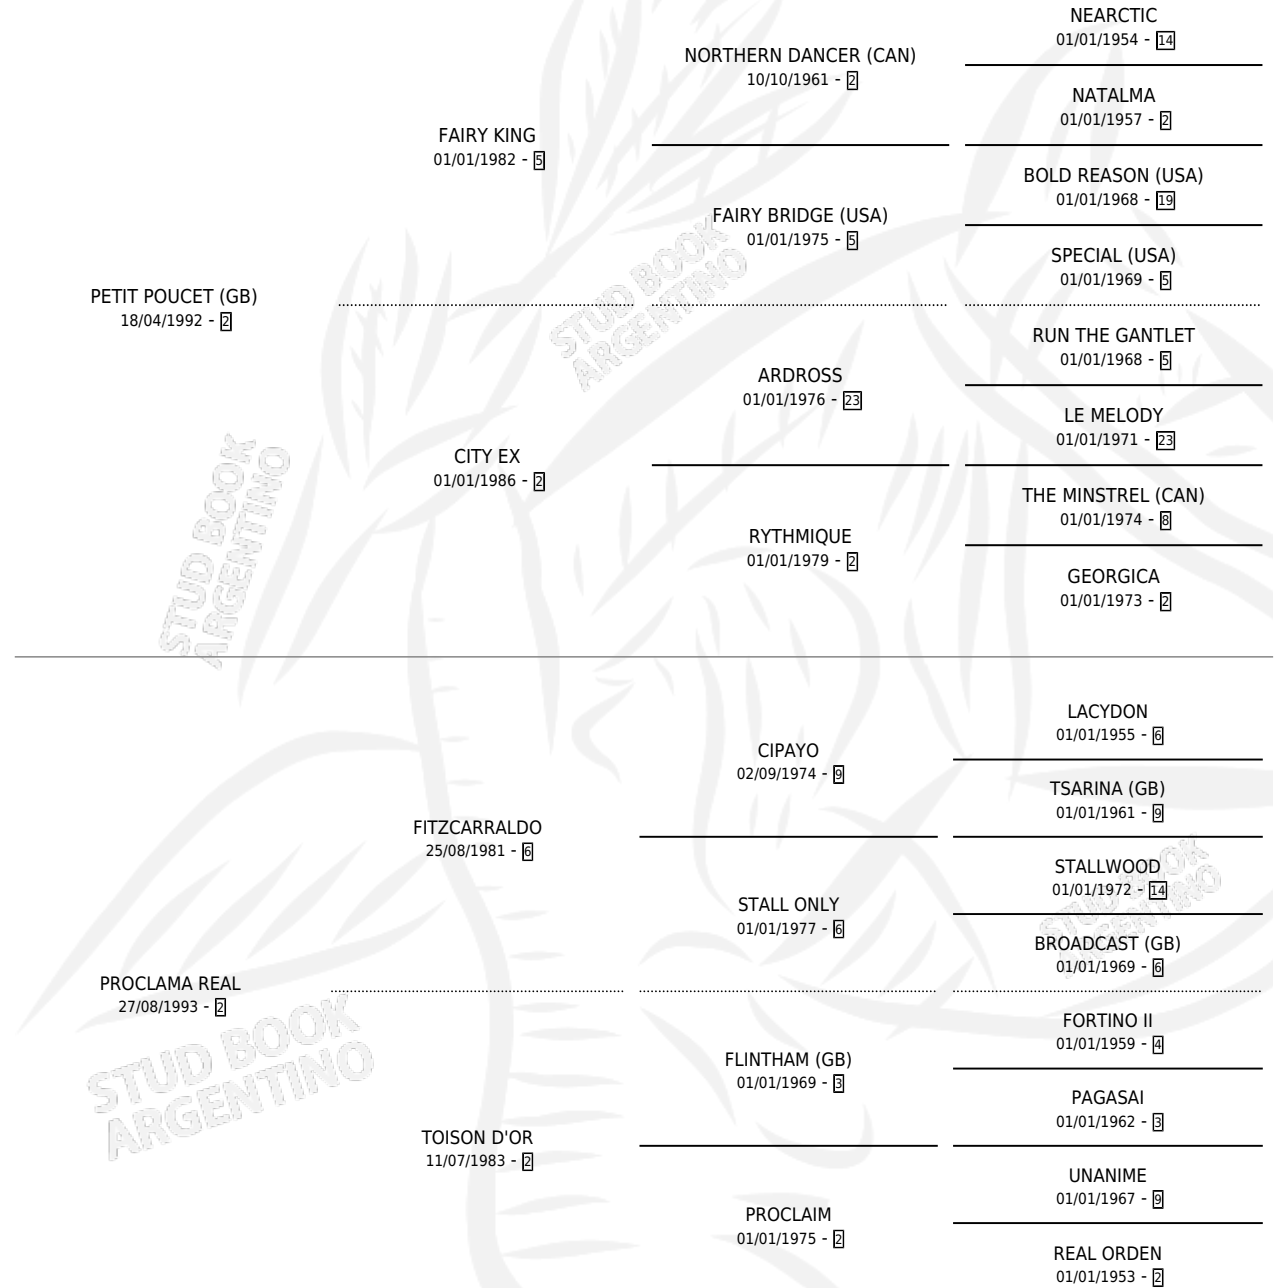 NEARCTIC
01/01/1954 - 14
NORTHERN DANCER (CAN)
10/10/1961 - 2
NATALMA
01/01/1957 - 2
FAIRY KING
01/01/1982 - 5
BOLD REASON (USA)
01/01/1968 - 19
FAIRY BRIDGE (USA)
01/01/1975 - 5
SPECIAL (USA)
01/01/1969 - 5
PETIT POUCET (GB)
18/04/1992 - 2
STUD BOOK
ARGENTINO
RUN THE GANTLET
01/01/1968 - 5
ARDROSS
01/01/1976 - 23
LE MELODY
01/01/1971 - 23
CITY EX
01/01/1986 - 2
THE MINSTREL (CAN)
01/01/1974 - 8
RYTHMIQUE
01/01/1979 - 2
GEORGICA
01/01/1973 - 2
STUD BOOK
ARGENTINO
LACYDON
01/01/1955 - 6
CIPAYO
02/09/1974 - 9
TSARINA (GB)
01/01/1961 - 9
FITZCARRALDO
25/08/1981 - 6
STALLWOOD
01/01/1972 - 14
STALL ONLY
01/01/1977 - 6
BROADCAST (GB)
01/01/1969 - 6
STUD BOOK
ARGENTINO
PROCLAMA REAL
27/08/1993 - 2
FORTINO II
01/01/1959 - 4
FLINTHAM (GB)
01/01/1969 - 3
PAGASAI
01/01/1962 - 3
STUD BOOK
ARGENTINO
TOISON D'OR
11/07/1983 - 2
UNANIME
01/01/1967 - 9
PROCLAIM
01/01/1975 - 2
REAL ORDEN
01/01/1953 - 2